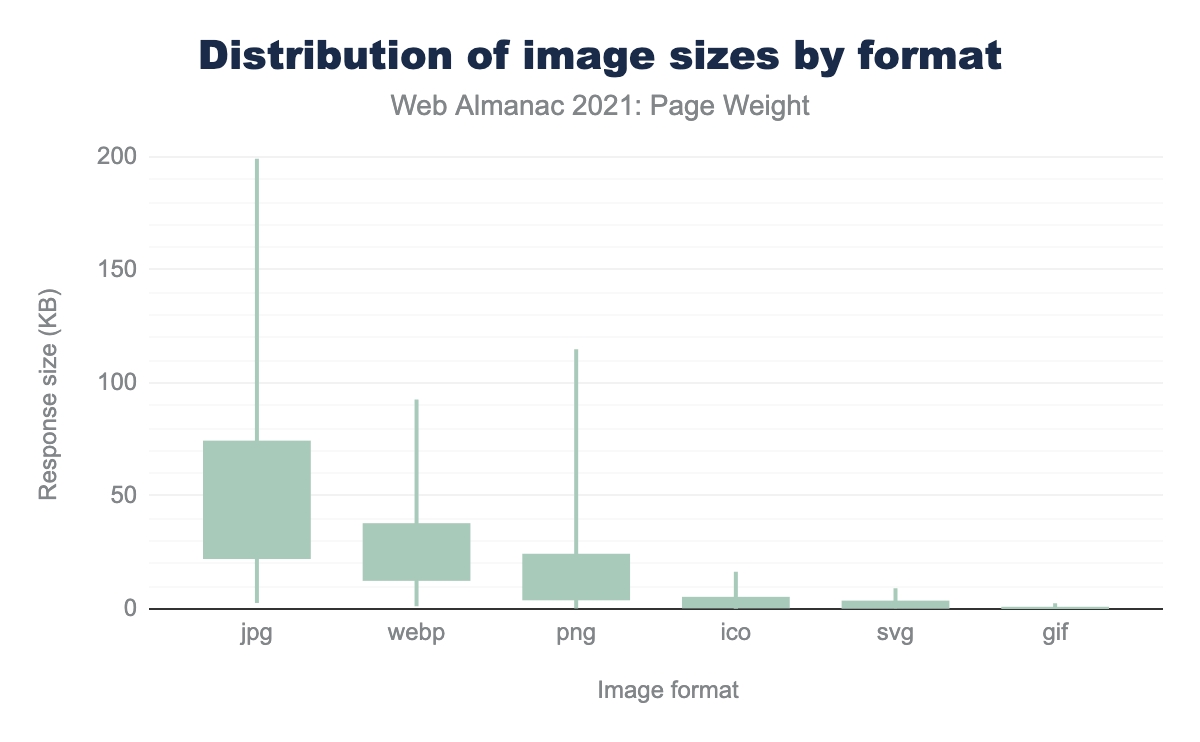 Distribution of image sizes by format
Web Almanac 2021: Page Weight
200
150
100
50
0
Response size (KB)
jpg
webp
png
ico
svg
gif
Image format